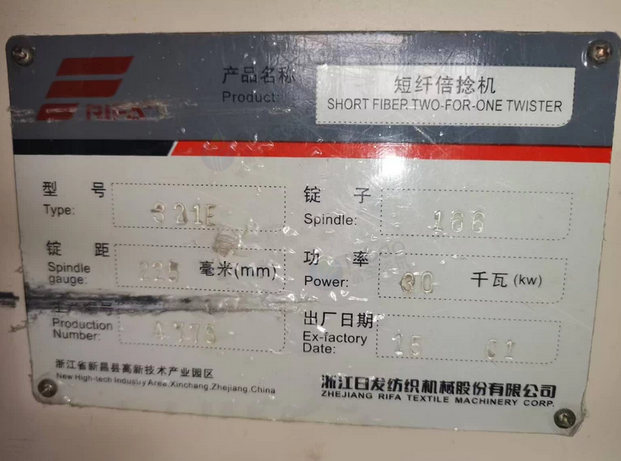 RIFA
产品名称
Product:
短纤倍捻机
SHORT FIBER TWO-FOR-ONE TWISTER
型 号
Type:
锭 子
Spindle:
锭 距
Spindle gauge:
毫米(mm)
功 率
Power:
千瓦(kw)
Production Number:
出厂日期
Ex-factory Date:
15 01
浙江省新昌县高新技术产业园区
New High-tech Industry Area, Xinchang, Zhejiang, China
浙江日发纺织机械股份有限公司
ZHEJIANG RIFA TEXTILE MACHINERY CORP.